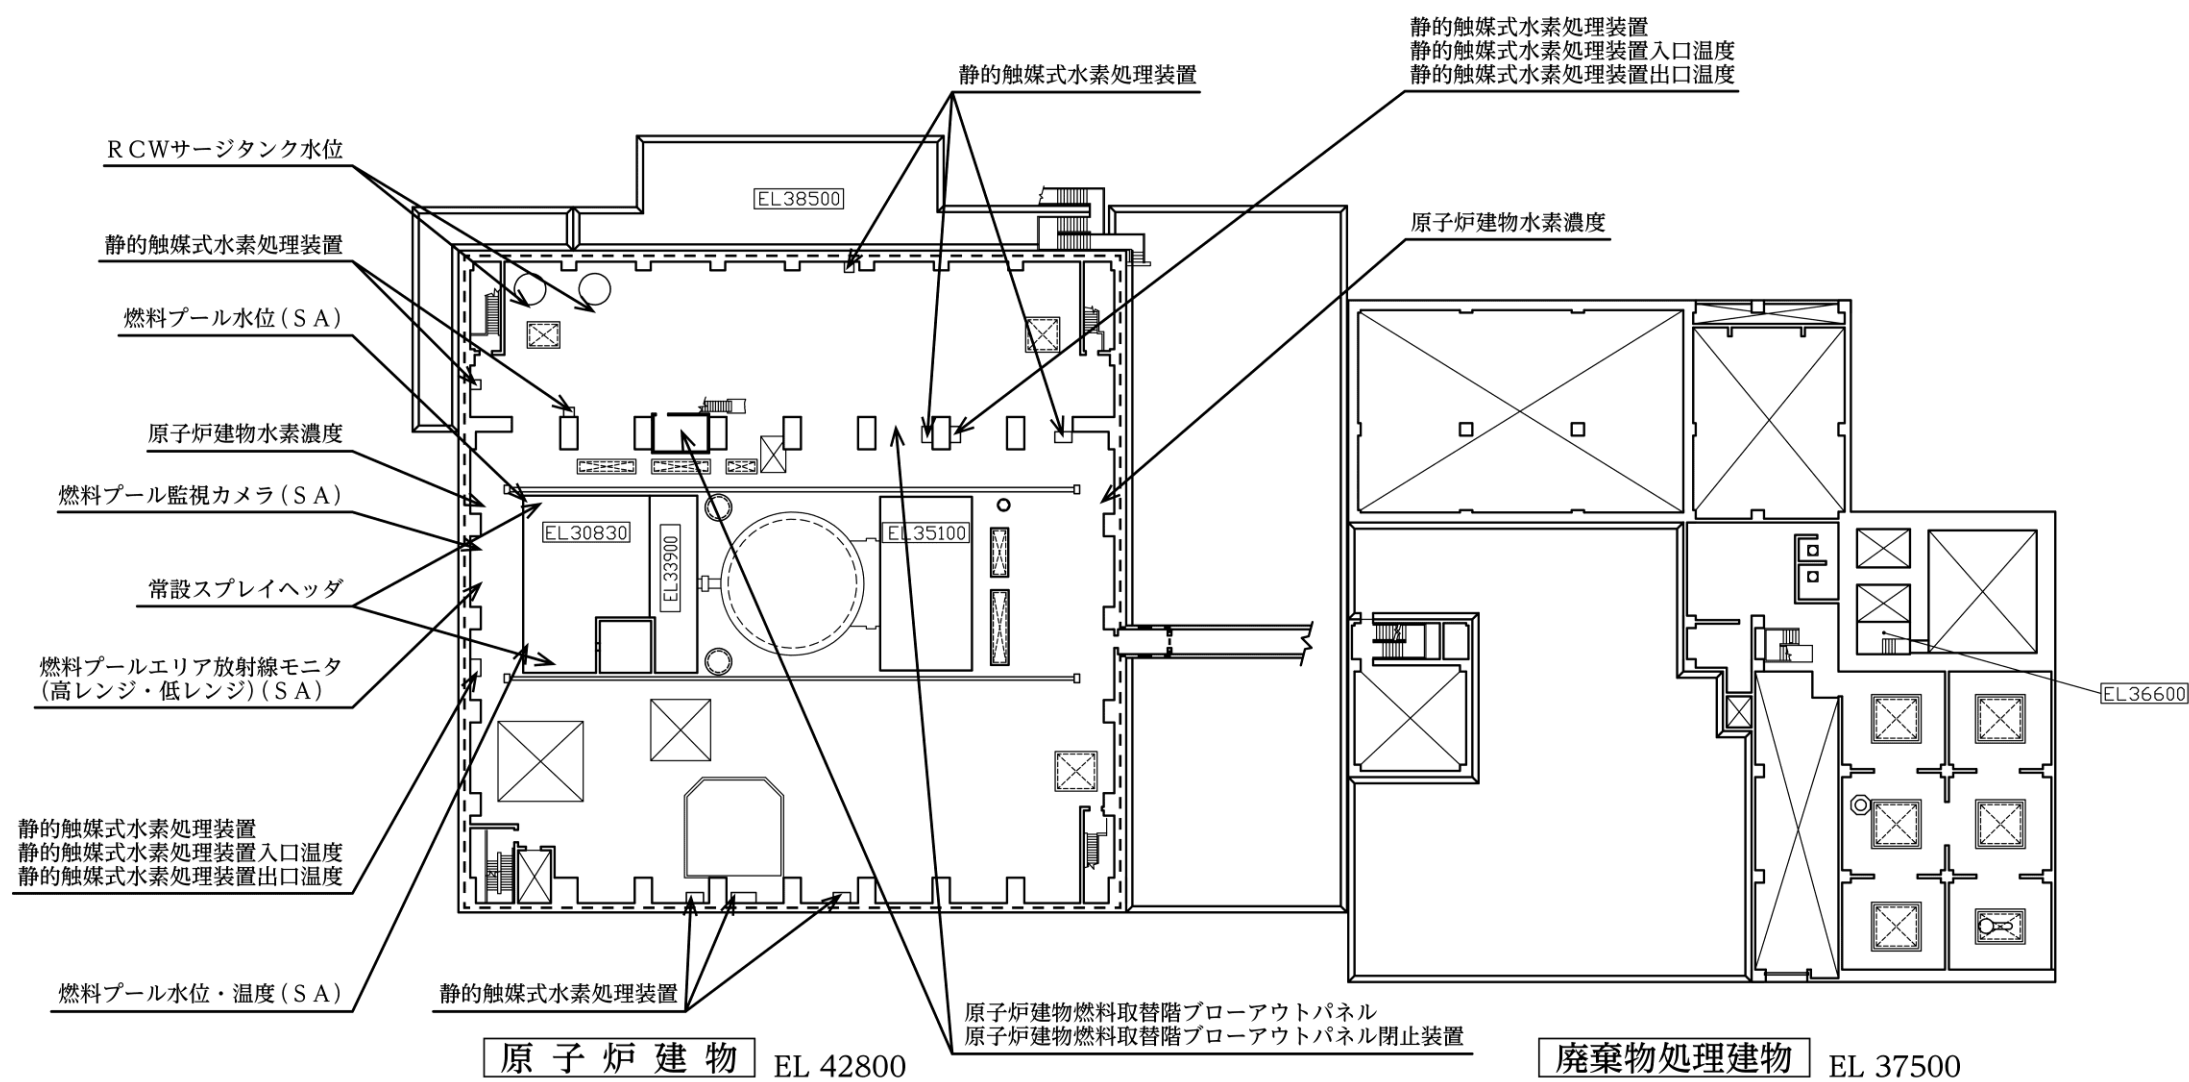 静的触媒式水素処理装置
静的触媒式水素処理装置入口温度
静的触媒式水素処理装置出口温度
静的触媒式水素処理装置
RCWサージタンク水位
EL38500
原子炉建物水素濃度
静的触媒式水素処理装置
燃料プール水位(SA)
原子炉建物水素濃度
燃料プール監視カメラ(SA)
EL30830
EL33900
EL35100
常設スプレイヘッダ
燃料プールエリア放射線モニタ
(高レンジ・低レンジ)(SA)
EL36600
静的触媒式水素処理装置
静的触媒式水素処理装置入口温度
静的触媒式水素処理装置出口温度
燃料プール水位・温度(SA)
静的触媒式水素処理装置
原子炉建物燃料取替階ブローアウトパネル
原子炉建物燃料取替階ブローアウトパネル閉止装置
原子炉建物 EL 42800
廃棄物処理建物 EL 37500